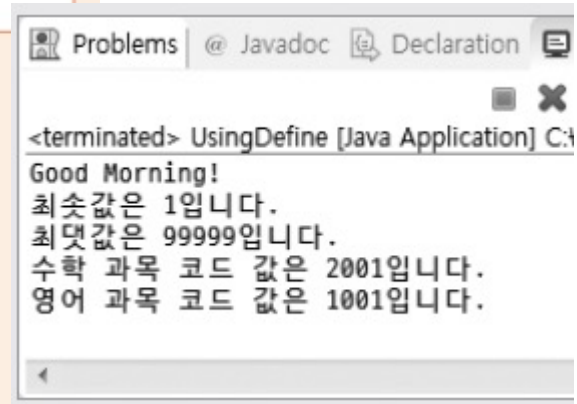 Problems @ Javadoc Declaration
<terminated> UsingDefine [Java Application] C:\
Good Morning!
최솟값은 1입니다.
최댓값은 99999입니다.
수학 과목 코드 값은 2001입니다.
영어 과목 코드 값은 1001입니다.